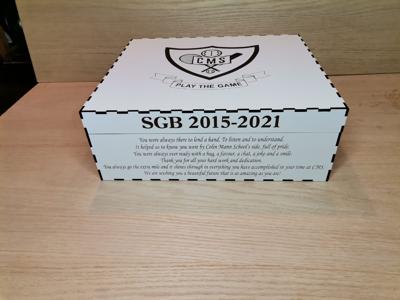 CMS
PLAY THE GAME
SGB 2015-2021
You were always there to lend a hand. To listen and to understand.
It helped us to know you were by Colin Mann School's side, full of pride.
You were always ever ready with a hug, a favour, a chat, a joke and a smile.
Thank you for all your hard work and dedication.
You always go the extra mile and it shines through in everything you have accomplished in your time at CMS.
We are wishing you a beautiful future that is as amazing as you are!